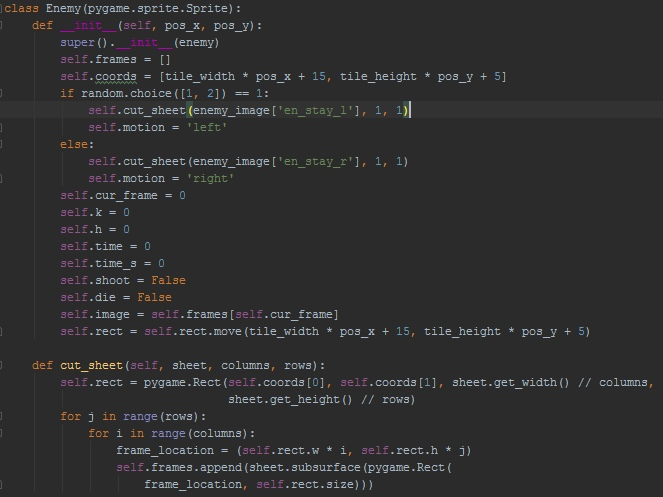 class Enemy(pygame.sprite.Sprite):
    def __init__(self, pos_x, pos_y):
        super().__init__(enemy)
        self.frames = []
        self.coords = [tile_width * pos_x + 15, tile_height * pos_y + 5]
        if random.choice([1, 2]) == 1:
            self.cut_sheet(enemy_image['en_stay_l'], 1, 1)
            self.motion = 'left'
        else:
            self.cut_sheet(enemy_image['en_stay_r'], 1, 1)
            self.motion = 'right'
        self.cur_frame = 0
        self.k = 0
        self.h = 0
        self.time = 0
        self.time_s = 0
        self.shoot = False
        self.die = False
        self.image = self.frames[self.cur_frame]
        self.rect = self.rect.move(tile_width * pos_x + 15, tile_height * pos_y + 5)

    def cut_sheet(self, sheet, columns, rows):
        self.rect = pygame.Rect(self.coords[0], self.coords[1], sheet.get_width() // columns,
                                sheet.get_height() // rows)
        for j in range(rows):
            for i in range(columns):
                frame_location = (self.rect.w * i, self.rect.h * j)
                self.frames.append(sheet.subsurface(pygame.Rect(
                    frame_location, self.rect.size)))